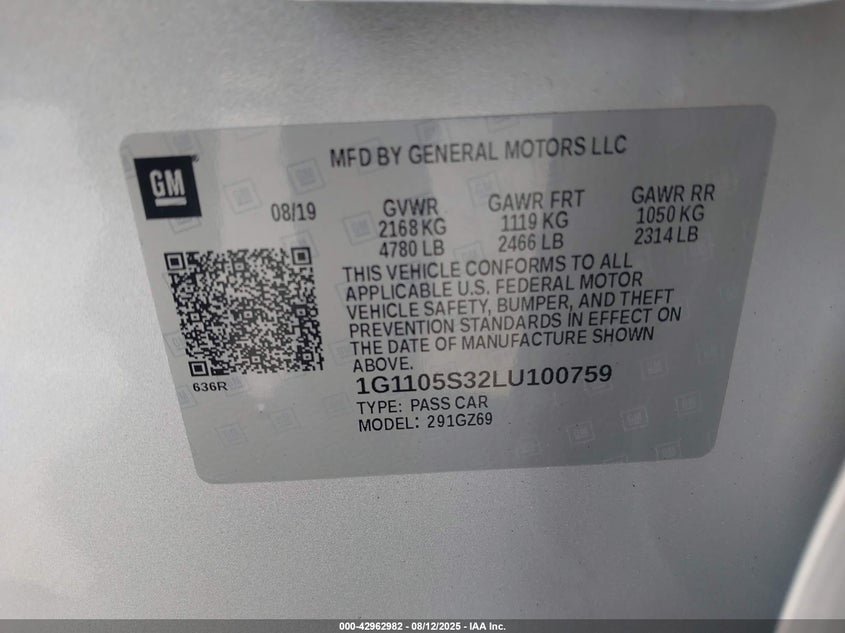 MFD BY GENERAL MOTORS LLC
GM
08/19
GVWR
2168 KG
4780 LB
GAWR FRT
1119 KG
2466 LB
GAWR RR
1050 KG
2314 LB
THIS VEHICLE CONFORMS TO ALL
APPLICABLE U.S. FEDERAL MOTOR
VEHICLE SAFETY, BUMPER, AND THEFT
PREVENTION STANDARDS IN EFFECT ON
THE DATE OF MANUFACTURE SHOWN
ABOVE.
636R
1G1105S32LU100759
TYPE: PASS CAR
MODEL: 291GZ69
000-42962982 - 08/12/2025 - IAA Inc.